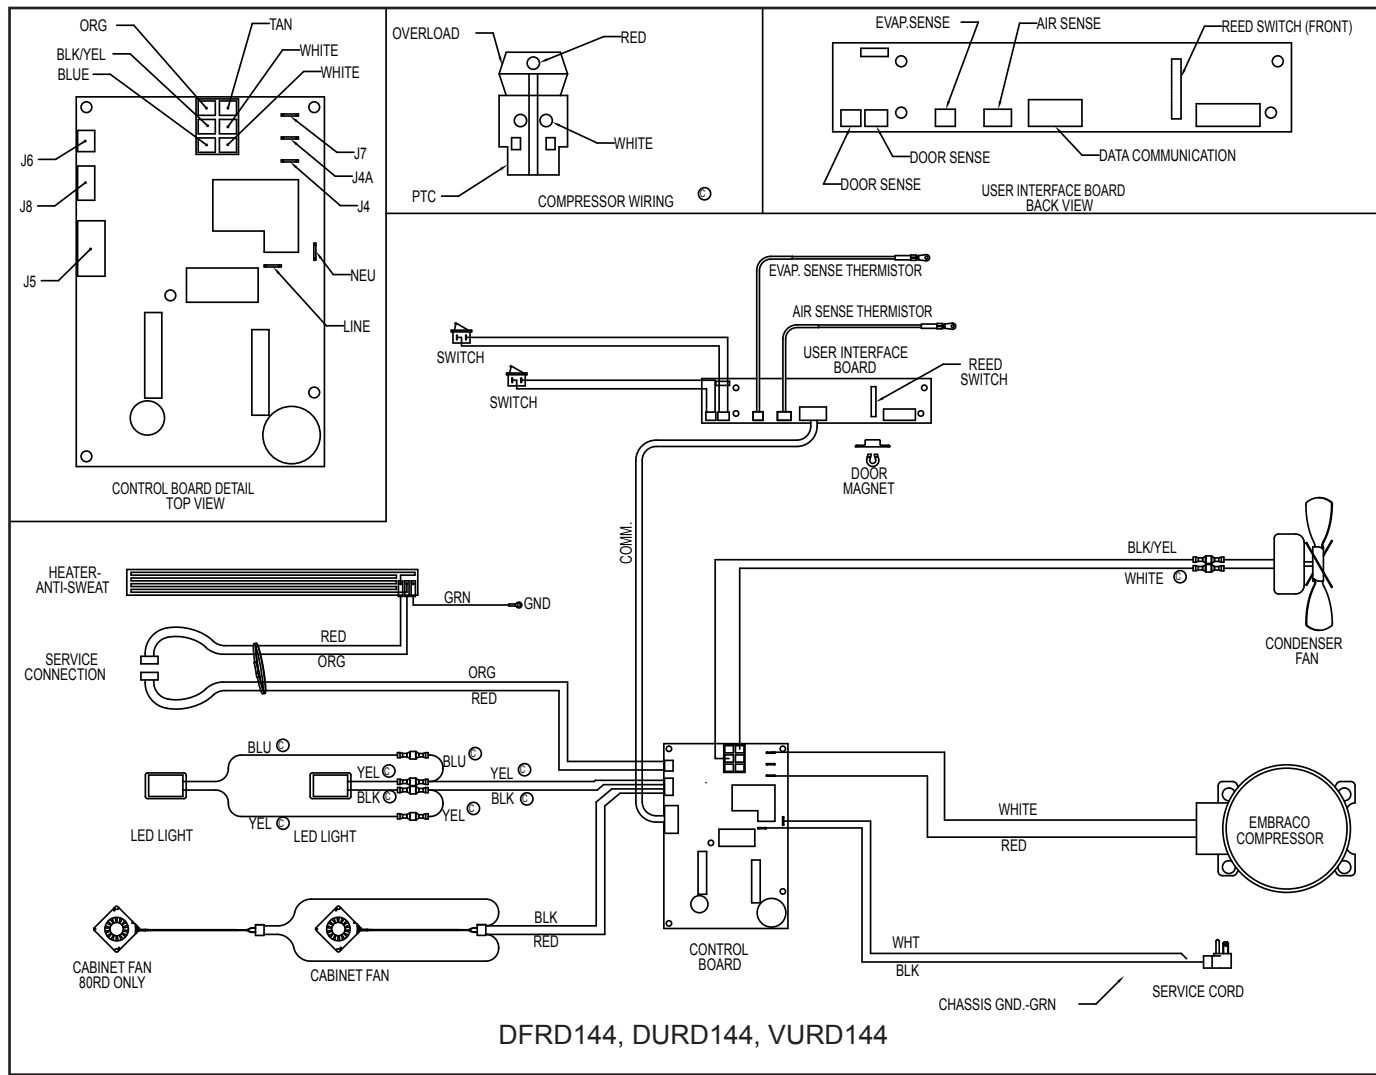 ORG
TAN
BLK/YEL
WHITE
BLUE
WHITE
J6
J7
J4A
J8
J4
J5
NEU
LINE
CONTROL BOARD DETAIL
TOP VIEW
OVERLOAD
RED
WHITE
PTC
COMPRESSOR WIRING
C
EVAP.SENSE
AIR SENSE
REED SWITCH (FRONT)
DOOR SENSE
DATA COMMUNICATION
DOOR SENSE
USER INTERFACE BOARD
BACK VIEW
EVAP. SENSE THERMISTOR
AIR SENSE THERMISTOR
SWITCH
USER INTERFACE
BOARD
REED
SWITCH
SWITCH
DOOR
MAGNET
COMM.
BLK/YEL
WHITE C
CONDENSER
FAN
HEATER-
ANTI-SWEAT
GRN
GND
RED
ORG
SERVICE
CONNECTION
ORG
RED
BLU C
BLU C
YEL C
YEL C
BLK C
BLK C
YEL C
YEL C
LED LIGHT
LED LIGHT
WHITE
RED
EMBRACO
COMPRESSOR
BLK
RED
CABINET FAN
80RD ONLY
CABINET FAN
CONTROL
BOARD
WHT
BLK
CHASSIS GND.-GRN
SERVICE CORD
DFRD144, DURD144, VURD144